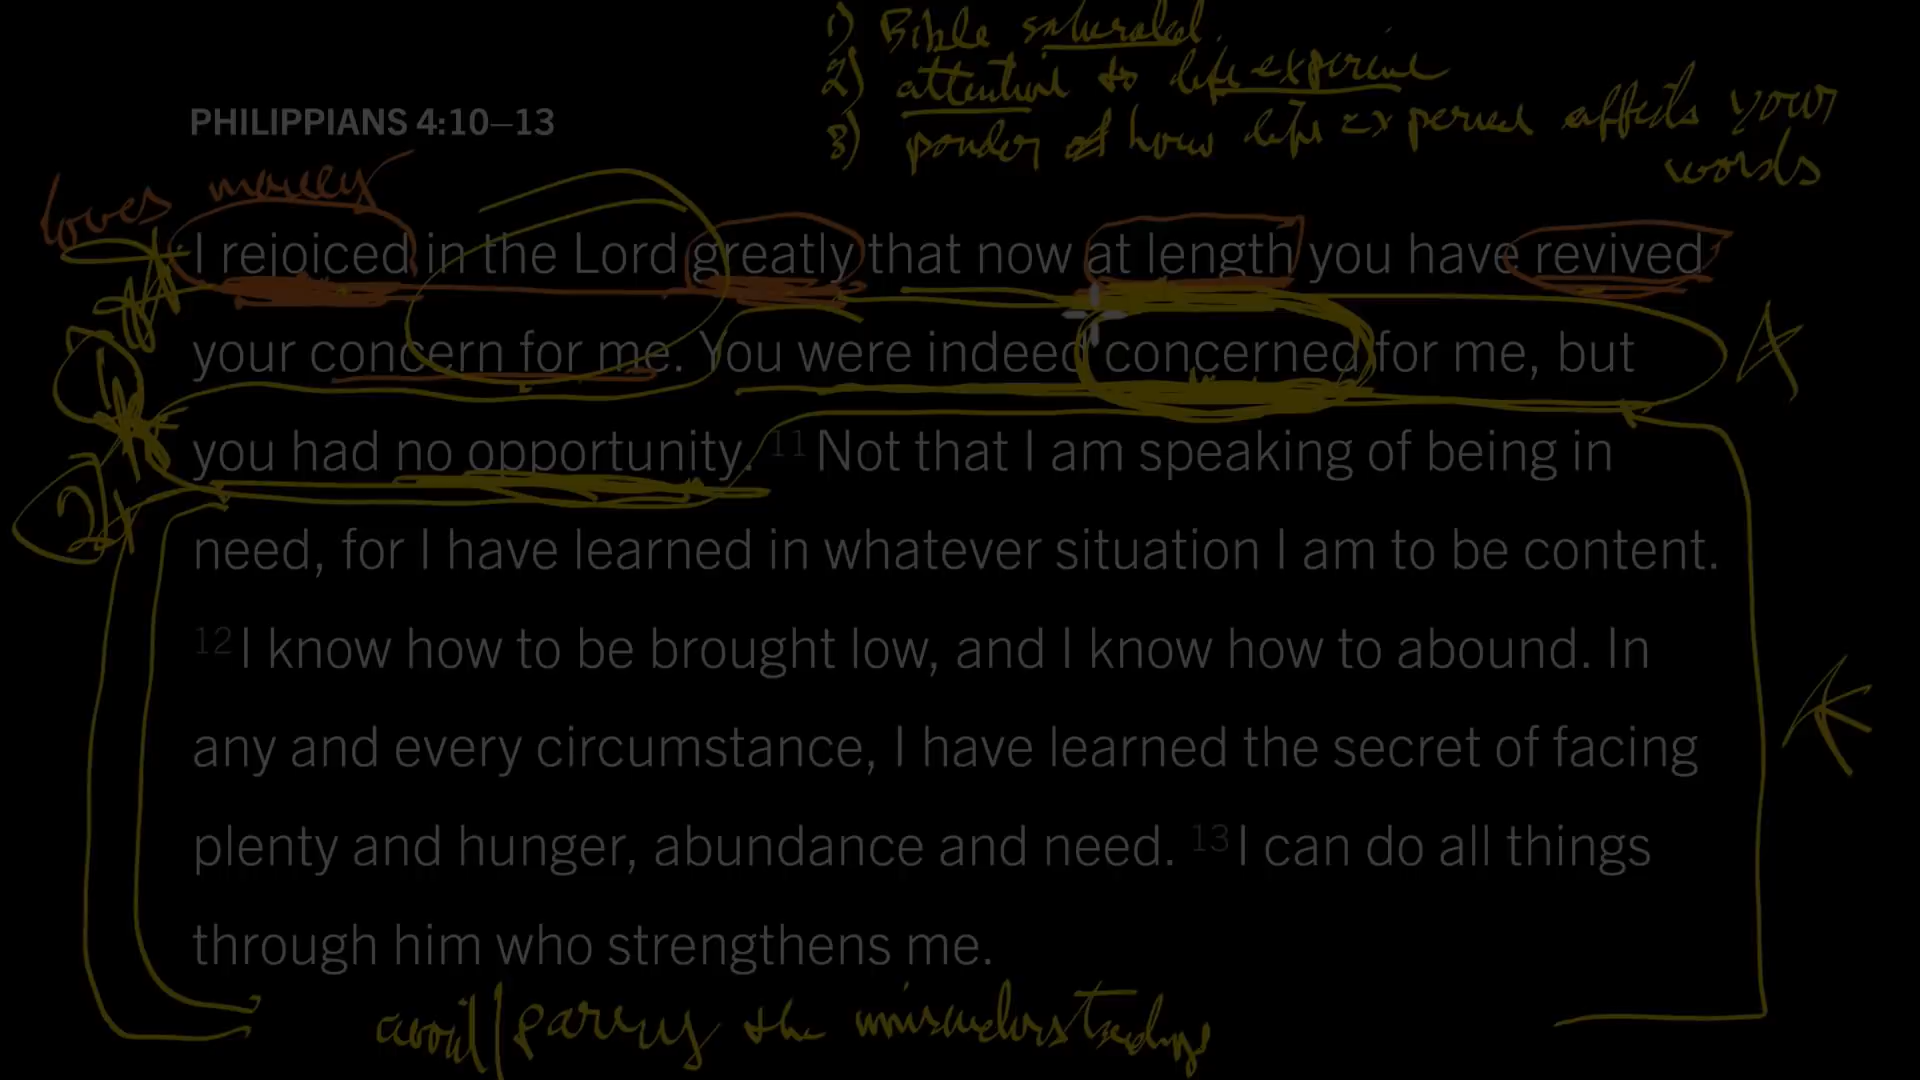 1) Bible saturated.
2) attention to life experience
PHILIPPIANS 4:10–13
3) ponder how life experience affects your
words
loves money
I rejoiced in the Lord greatly that now at length you have revived
your concern for me. You were indeed concerned for me, but
1
you had no opportunity. 11 Not that I am speaking of being in
2
need, for I have learned in whatever situation I am to be content.
12 I know how to be brought low, and I know how to abound. In
any and every circumstance, I have learned the secret of facing
plenty and hunger, abundance and need. 13 I can do all things
through him who strengthens me.
avoid/parry the misunderstandings